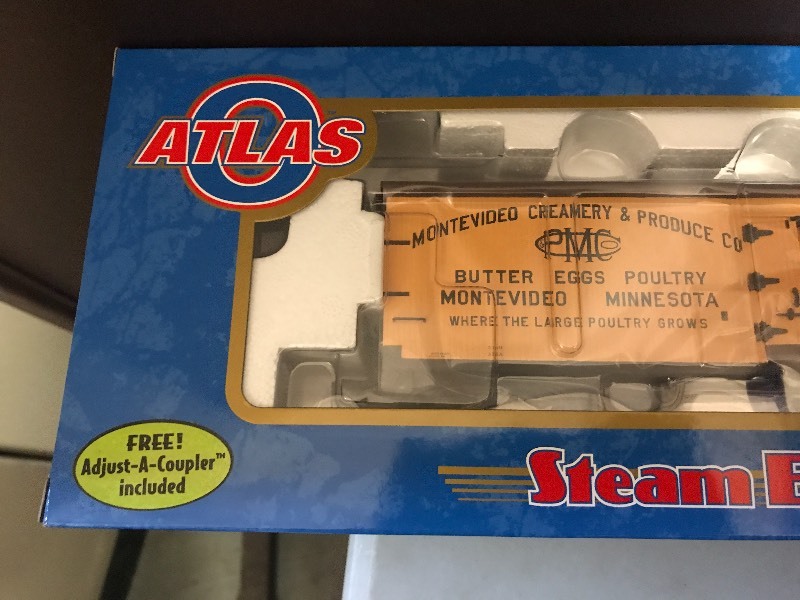 ATLAS
O
MONTEVIDEO CREAMERY & PRODUCE CO
PMC
BUTTER EGGS POULTRY
MONTEVIDEO MINNESOTA
WHERE THE LARGE POULTRY GROWS
FREE!
Adjust-A-Coupler™
included
Steam E